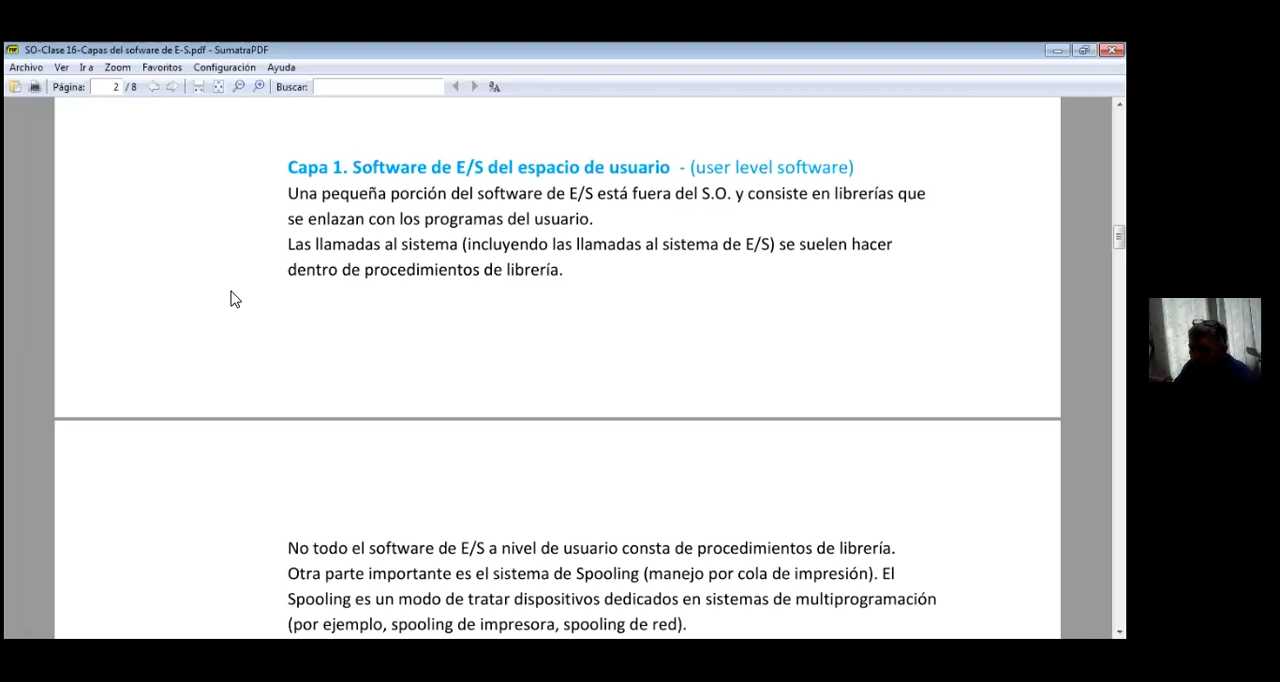 SO-Clase 16-Capas del sofware de E-S.pdf - SumatraPDF
Archivo Ver Ir a Zoom Favoritos Configuración Ayuda
Página: 2 / 8 Buscar:
Capa 1. Software de E/S del espacio de usuario - (user level software)
Una pequeña porción del software de E/S está fuera del S.O. y consiste en librerías que
se enlazan con los programas del usuario.
Las llamadas al sistema (incluyendo las llamadas al sistema de E/S) se suelen hacer
dentro de procedimientos de librería.
No todo el software de E/S a nivel de usuario consta de procedimientos de librería.
Otra parte importante es el sistema de Spooling (manejo por cola de impresión). El
Spooling es un modo de tratar dispositivos dedicados en sistemas de multiprogramación
(por ejemplo, spooling de impresora, spooling de red).